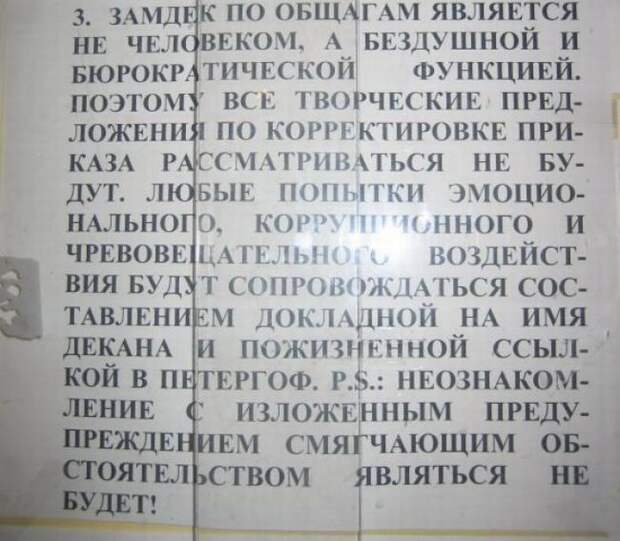 3. ЗАМДЕК ПО ОБЩАГАМ ЯВЛЯЕТСЯ
НЕ ЧЕЛОВЕКОМ, А БЕЗДУШНОЙ И
БЮРОКРАТИЧЕСКОЙ ФУНКЦИЕЙ.
ПОЭТОМУ ВСЕ ТВОРЧЕСКИЕ ПРЕД-
ЛОЖЕНИЯ ПО КОРРЕКТИРОВКЕ ПРИ-
КАЗА РАССМАТРИВАТЬСЯ НЕ БУ-
ДУТ. ЛЮБЫЕ ПОПЫТКИ ЭМОЦИО-
НАЛЬНОГО, КОРРУПЦИОННОГО И
ЧРЕВОВЕЩАТЕЛЬНОГО ВОЗДЕЙСТ-
ВИЯ БУДУТ СОПРОВОЖДАТЬСЯ СОС-
ТАВЛЕНИЕМ ДОКЛАДНОЙ НА ИМЯ
ДЕКАНА И ПОЖИЗНЕННОЙ ССЫЛ-
КОЙ В ПЕТЕРГОФ. P.S.: НЕОЗНАКОМ-
ЛЕНИЕ С ИЗЛОЖЕННЫМ ПРЕДУ-
ПРЕЖДЕНИЕМ СМЯГЧАЮЩИМ ОБ-
СТОЯТЕЛЬСТВОМ ЯВЛЯТЬСЯ НЕ
БУДЕТ!